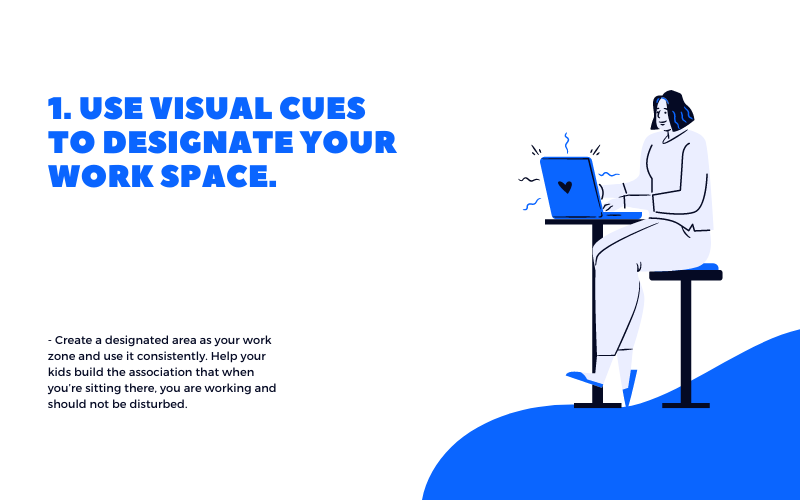 1. USE VISUAL CUES
TO DESIGNATE YOUR
WORK SPACE.
- Create a designated area as your work
zone and use it consistently. Help your
kids build the association that when
you're sitting there, you are working and
should not be disturbed.